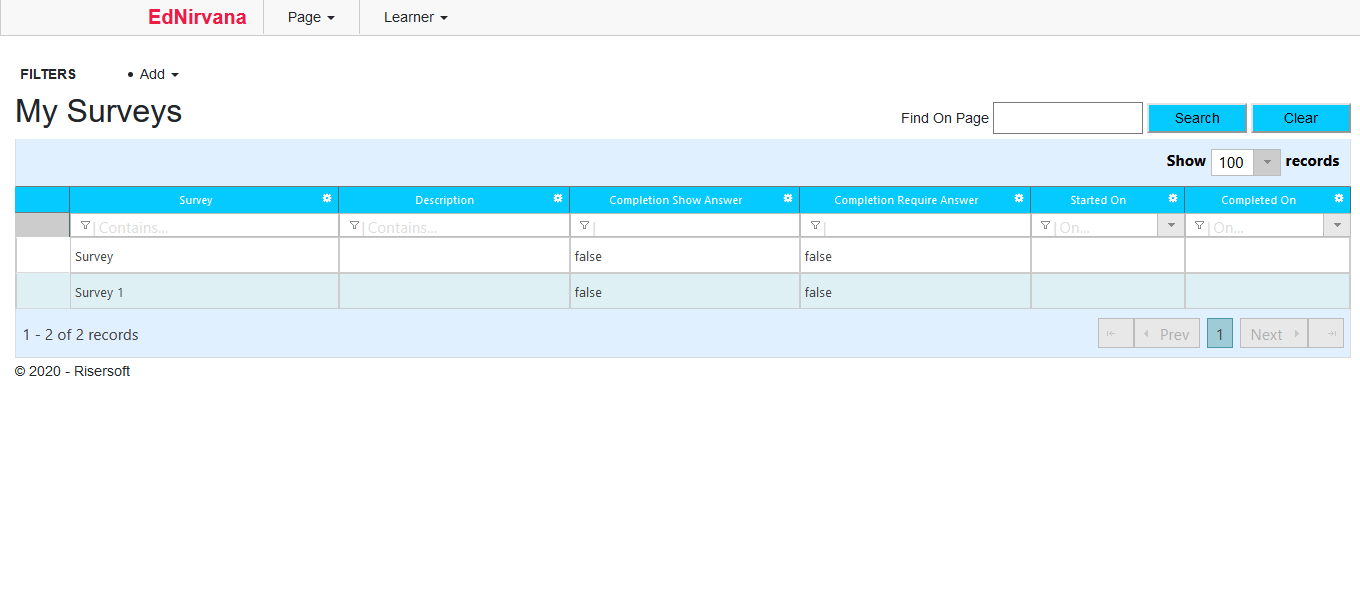 EdNirvana Page Learner
FILTERS • Add
My Surveys
Find On Page Search Clear
Show 100 records
Survey Description Completion Show Answer Completion Require Answer Started On Completed On
Contains... Contains... On... On...
Survey false false
Survey 1 false false
1 - 2 of 2 records Prev 1 Next
© 2020 - Risersoft